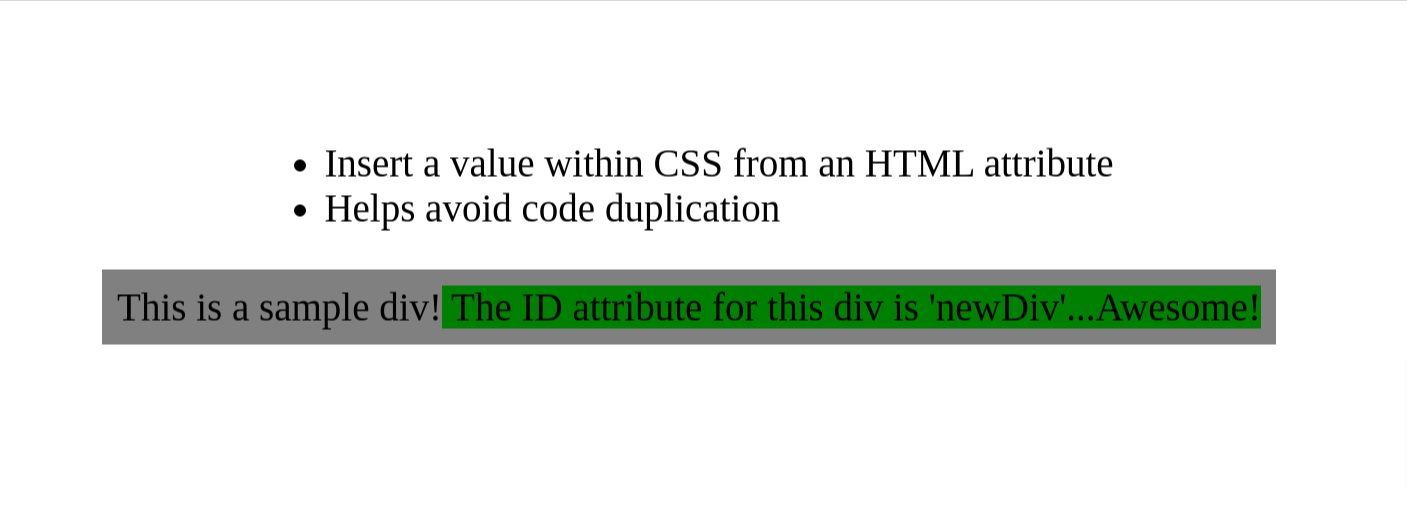 Insert a value within CSS from an HTML attribute
Helps avoid code duplication
This is a sample div! The ID attribute for this div is 'newDiv'...Awesome!